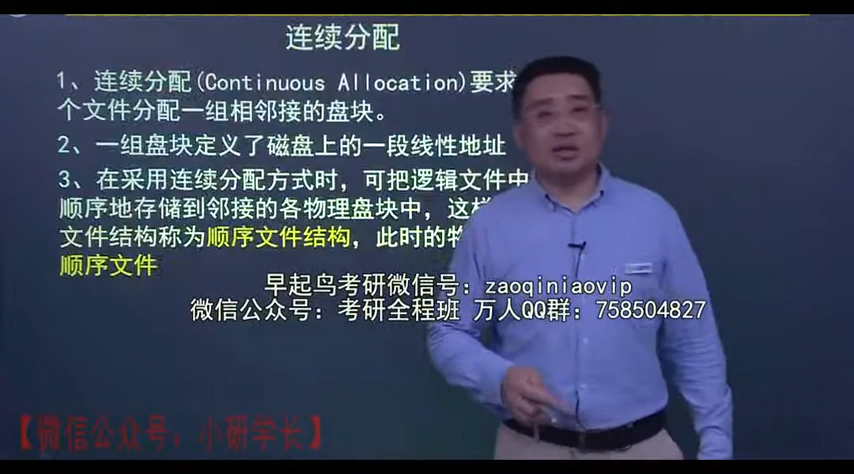 连续分配
1、连续分配(Continuous Allocation)要求
个文件分配一组相邻接的盘块。
2、一组盘块定义了磁盘上的一段线性地址
3、在采用连续分配方式时，可把逻辑文件中
顺序地存储到邻接的各物理盘块中，这样
文件结构称为顺序文件结构，此时的物
顺序文件
早起鸟考研微信号：zaoqiniaovip
微信公众号：考研全程班 万人QQ群：758504827
【微信公众号，小研学长】